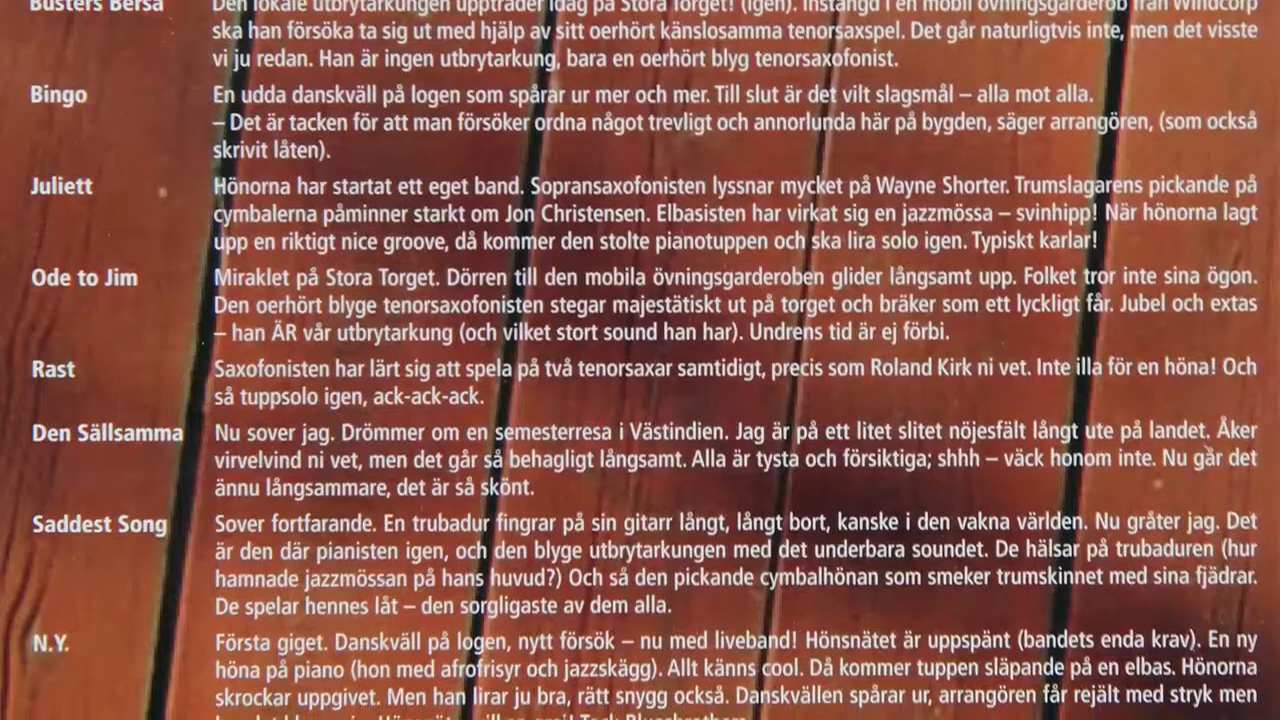 Busters Berså Den lokale utbrytarkungen uppträder idag på Stora Torget! (igen). Instängd i en mobil övningsgarderob från Windcorp
ska han försöka ta sig ut med hjälp av sitt oerhört känslosamma tenorsaxspel. Det går naturligtvis inte, men det visste
vi ju redan. Han är ingen utbrytarkung, bara en oerhört blyg tenorsaxofonist.
Bingo En udda danskväll på logen som spårar ur mer och mer. Till slut är det vilt slagsmål – alla mot alla.
– Det är tacken för att man försöker ordna något trevligt och annorlunda här på bygden, säger arrangören, (som också
skrivit låten).
Juliett Hönorna har startat ett eget band. Sopransaxofonisten lyssnar mycket på Wayne Shorter. Trumslagarens pickande på
cymbalerna påminner starkt om Jon Christensen. Elbasisten har virkat sig en jazzmössa – svinhipp! När hönorna lagt
upp en riktigt nice groove, då kommer den stolte pianotuppen och ska lira solo igen. Typiskt karlar!
Ode to Jim Miraklet på Stora Torget. Dörren till den mobila övningsgarderoben glider långsamt upp. Folket tror inte sina ögon.
Den oerhört blyge tenorsaxofonisten stegar majestätiskt ut på torget och bräker som ett lyckligt får. Jubel och extas
– han ÄR vår utbrytarkung (och vilket stort sound han har). Undrens tid är ej förbi.
Rast Saxofonisten har lärt sig att spela på två tenorsaxar samtidigt, precis som Roland Kirk ni vet. Inte illa för en höna! Och
så tuppsolo igen, ack-ack-ack.
Den Sällsamma Nu sover jag. Drömmer om en semesterresa i Västindien. Jag är på ett litet slitet nöjesfält långt ute på landet. Åker
virvelvind ni vet, men det går så behagligt långsamt. Alla är tysta och försiktiga; shhh – väck honom inte. Nu går det
ännu långsammare, det är så skönt.
Saddest Song Sover fortfarande. En trubadur fingrar på sin gitarr långt, långt bort, kanske i den vakna världen. Nu gråter jag. Det
är den där pianisten igen, och den blyge utbrytarkungen med det underbara soundet. De hälsar på trubaduren (hur
hamnade jazzmössan på hans huvud?) Och så den pickande cymbalhönan som smeker trumskinnet med sina fjädrar.
De spelar hennes låt – den sorgligaste av dem alla.
N.Y. Första giget. Danskväll på logen, nytt försök – nu med liveband! Hönsnätet är uppspänt (bandets enda krav). En ny
höna på piano (hon med afrofrisyr och jazzskägg). Allt känns cool. Då kommer tuppen släpande på en elbas. Hönorna
skrockar uppgivet. Men han lirar ju bra, rätt snygg också. Danskvällen spårar ur, arrangören får rejält med stryk men